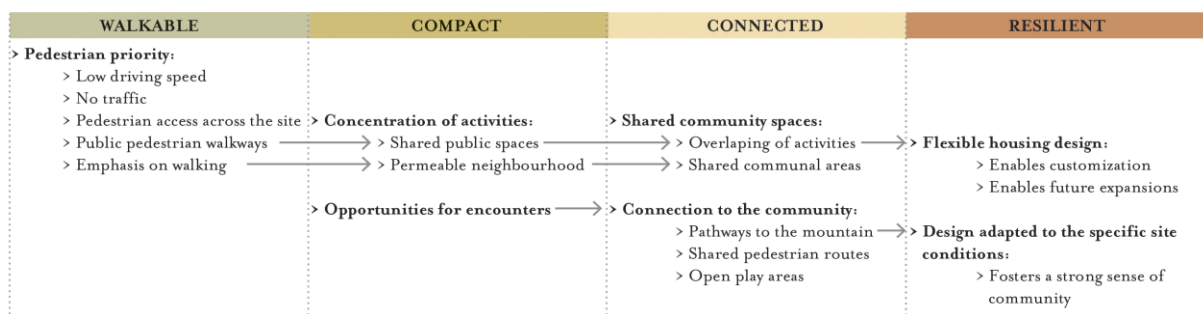 WALKABLE
COMPACT
CONNECTED
RESILIENT
> Pedestrian priority:
> Low driving speed
> No traffic
> Pedestrian access across the site
> Public pedestrian walkways
> Emphasis on walking
> Concentration of activities:
> Shared public spaces
> Permeable neighbourhood
> Opportunities for encounters
> Shared community spaces:
> Overlaping of activities
> Shared communal areas
> Connection to the community:
> Pathways to the mountain
> Shared pedestrian routes
> Open play areas
> Flexible housing design:
> Enables customization
> Enables future expansions
> Design adapted to the specific site
conditions:
> Fosters a strong sense of
community